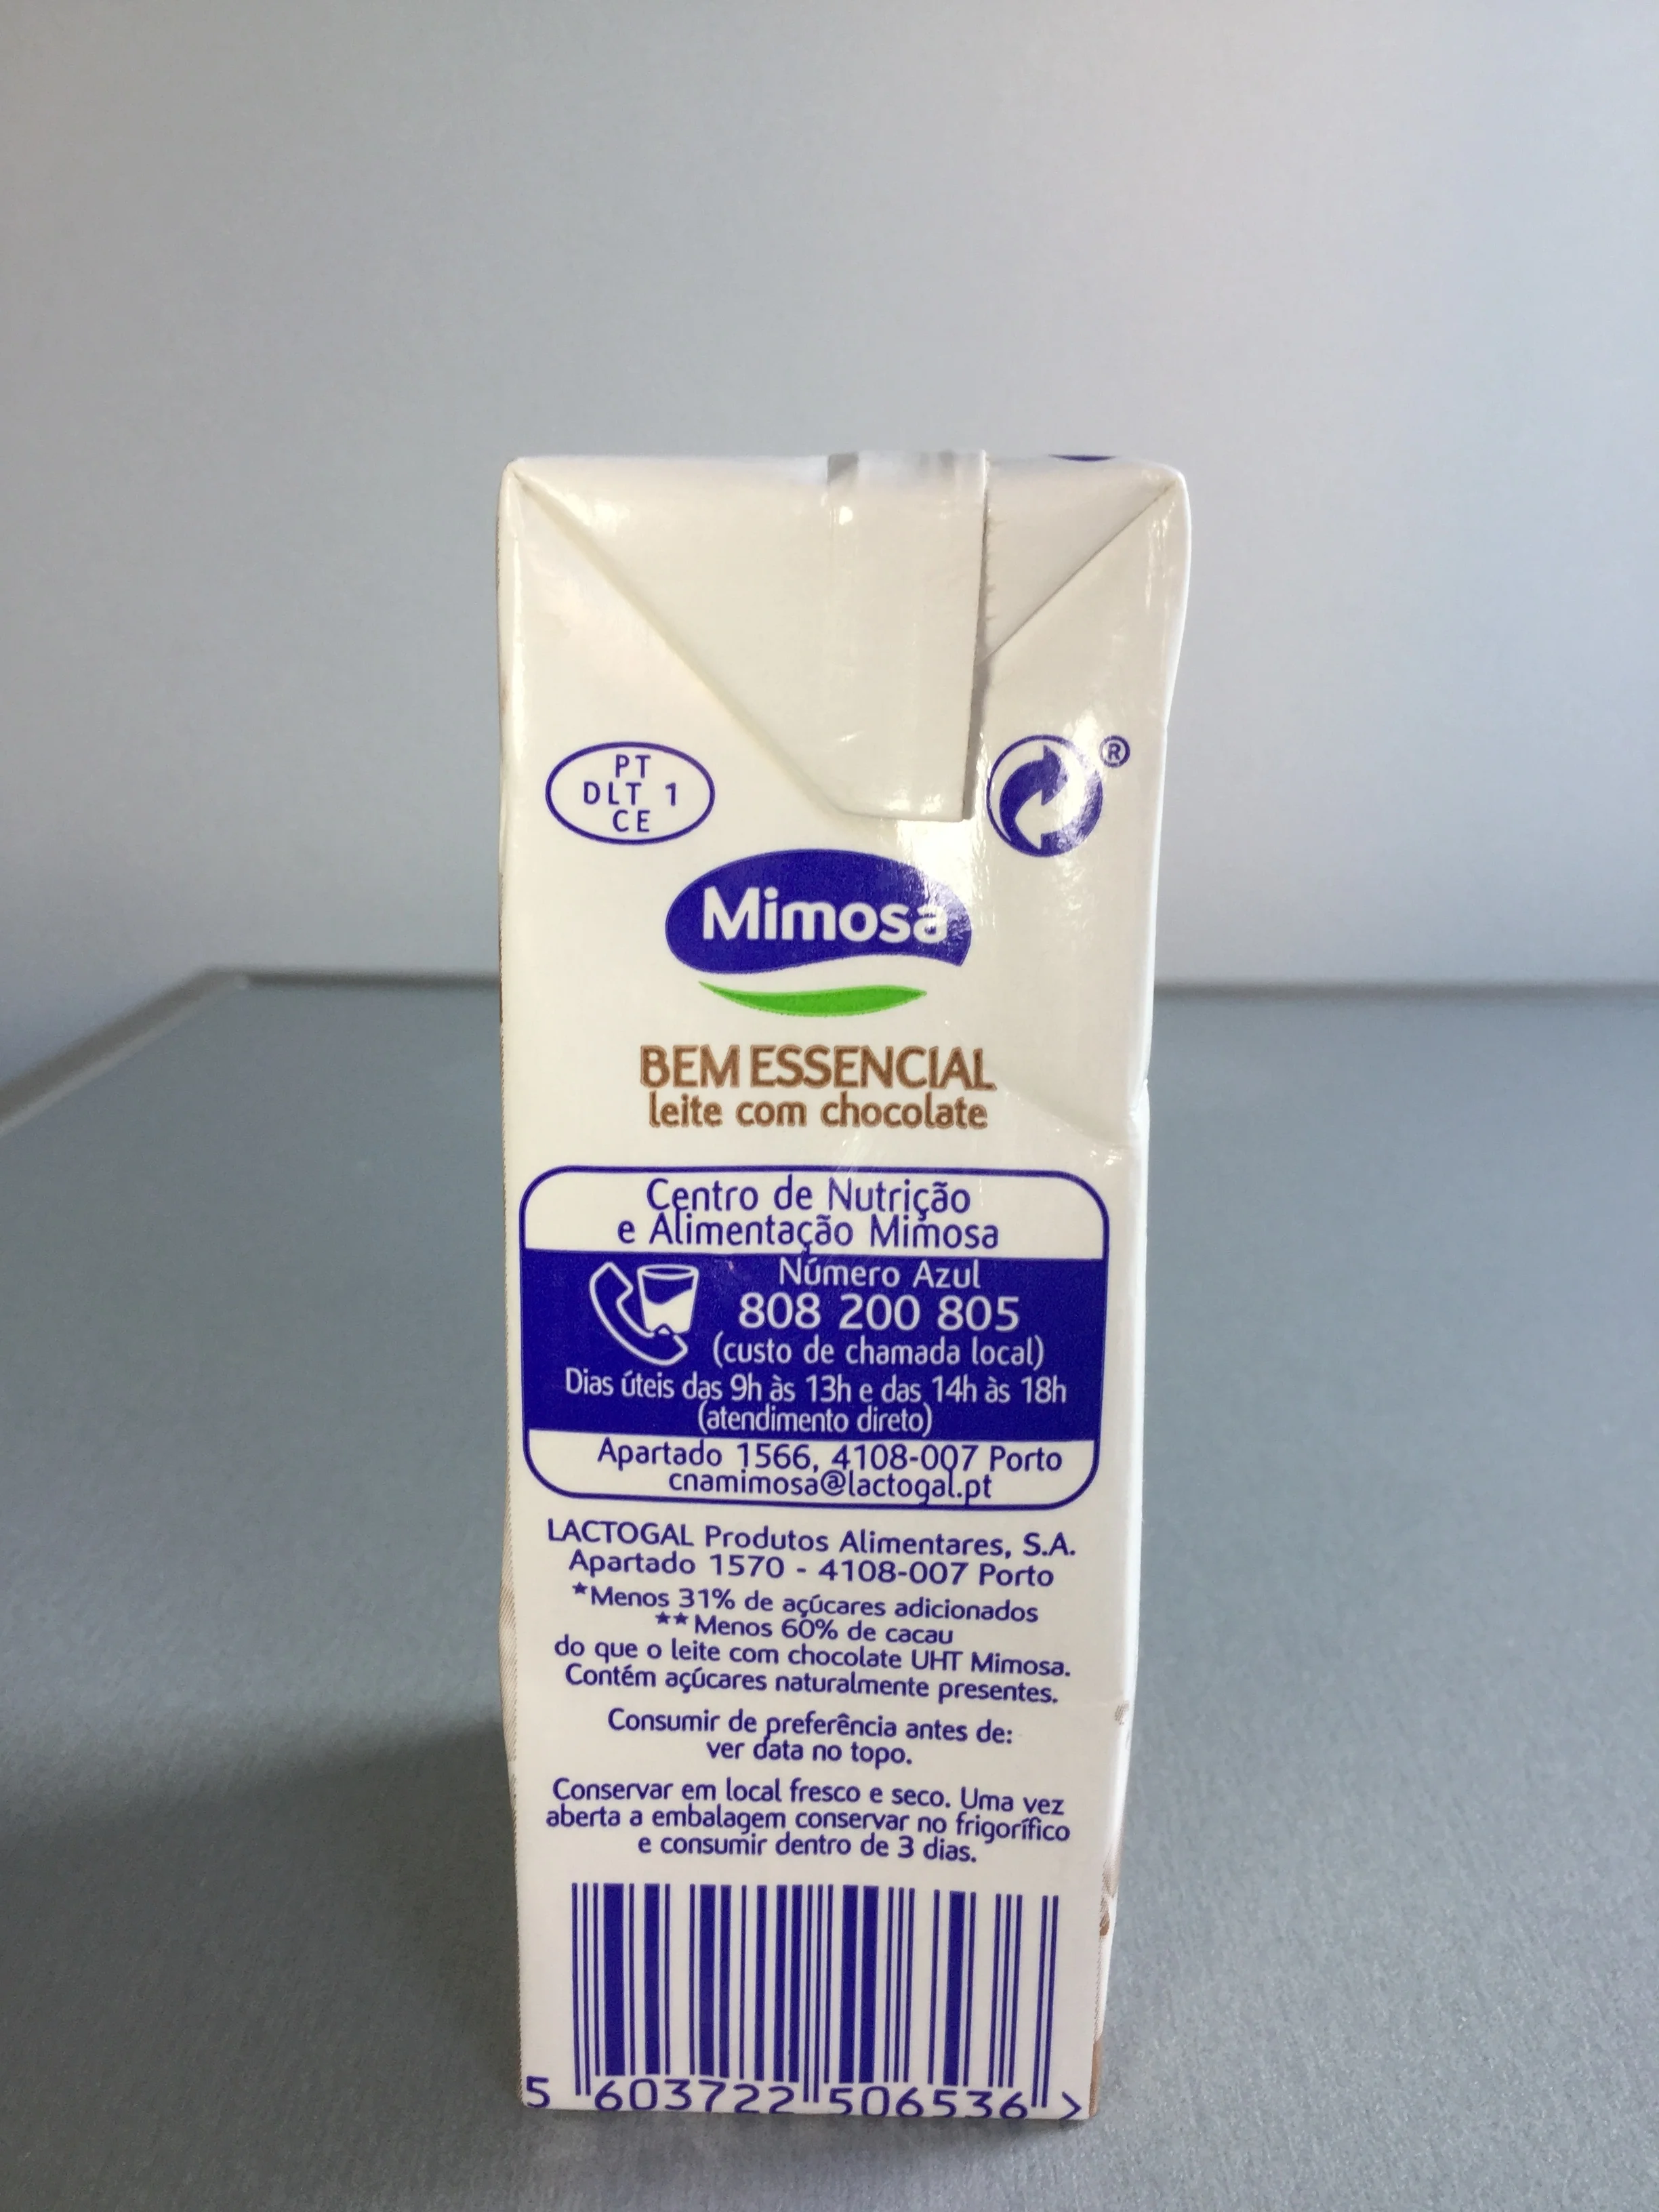 PT
DLT 1
CE
®
Mimosa
BEM ESSENCIAL
leite com chocolate
Centro de Nutrição
e Alimentação Mimosa
Número Azul
808 200 805
(custo de chamada local)
Dias úteis das 9h às 13h e das 14h às 18h
(atendimento direto)
Apartado 1566, 4108-007 Porto
cnamimosa@lactogal.pt
LACTOGAL Produtos Alimentares, S.A.
Apartado 1570 - 4108-007 Porto
*Menos 31% de açúcares adicionados
**Menos 60% de cacau
do que o leite com chocolate UHT Mimosa.
Contém açúcares naturalmente presentes.
Consumir de preferência antes de:
ver data no topo.
Conservar em local fresco e seco. Uma vez
aberta a embalagem conservar no frigorífico
e consumir dentro de 3 dias.
5 603722 506536 >